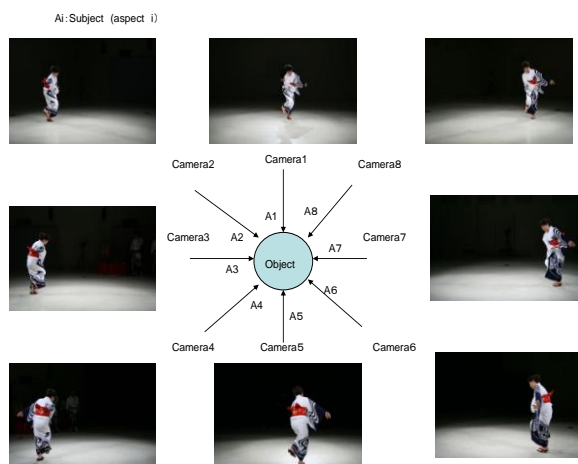 Ai:Subject (aspect i)
Camera1
Camera2
Camera8
A1
A8
A2
Camera3
A7
Camera7
A3
Object
A6
A4
A5
Camera4
Camera5
Camera6